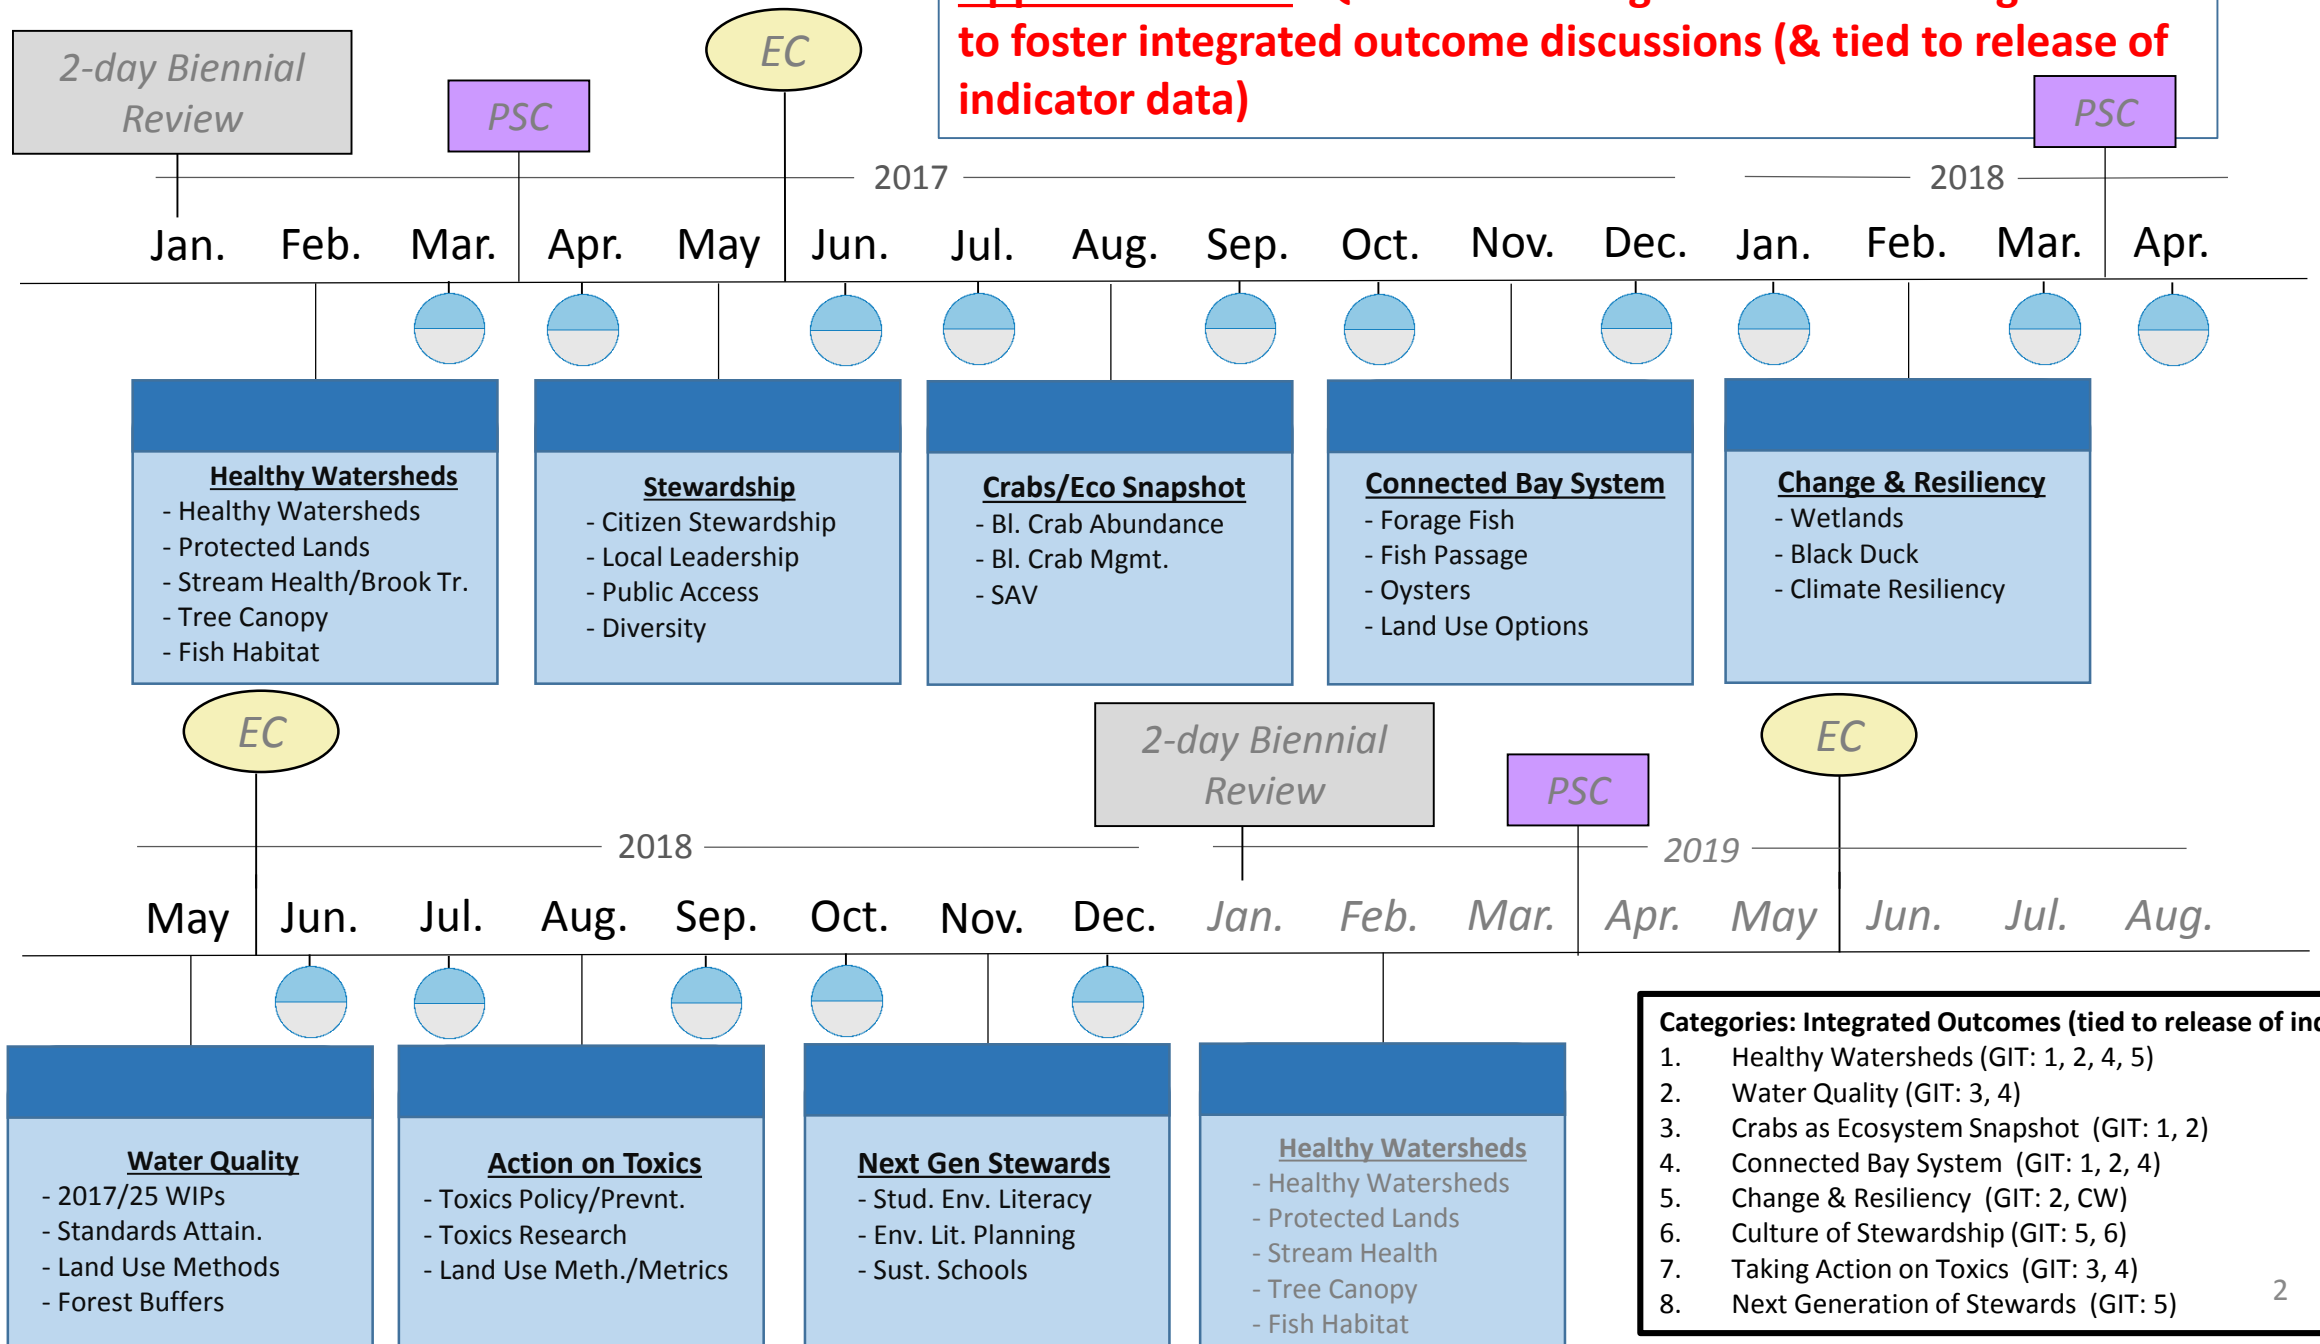 to foster integrated outcome discussions (& tied to release of
indicator data)
2-day Biennial
Review
PSC
EC
PSC
2017
2018
Jan. Feb. Mar. Apr. May Jun. Jul. Aug. Sep. Oct. Nov. Dec. Jan. Feb. Mar. Apr.
Healthy Watersheds
- Healthy Watersheds
- Protected Lands
- Stream Health/Brook Tr.
- Tree Canopy
- Fish Habitat
Stewardship
- Citizen Stewardship
- Local Leadership
- Public Access
- Diversity
Crabs/Eco Snapshot
- Bl. Crab Abundance
- Bl. Crab Mgmt.
- SAV
Connected Bay System
- Forage Fish
- Fish Passage
- Oysters
- Land Use Options
Change & Resiliency
- Wetlands
- Black Duck
- Climate Resiliency
EC
2-day Biennial
Review
PSC
EC
2018
2019
May Jun. Jul. Aug. Sep. Oct. Nov. Dec. Jan. Feb. Mar. Apr. May Jun. Jul. Aug.
Water Quality
- 2017/25 WIPs
- Standards Attain.
- Land Use Methods
- Forest Buffers
Action on Toxics
- Toxics Policy/Prevnt.
- Toxics Research
- Land Use Meth./Metrics
Next Gen Stewards
- Stud. Env. Literacy
- Env. Lit. Planning
- Sust. Schools
Healthy Watersheds
- Healthy Watersheds
- Protected Lands
- Stream Health
- Tree Canopy
- Fish Habitat
Categories: Integrated Outcomes (tied to release of
1. Healthy Watersheds (GIT: 1, 2, 4, 5)
2. Water Quality (GIT: 3, 4)
3. Crabs as Ecosystem Snapshot (GIT: 1, 2)
4. Connected Bay System (GIT: 1, 2, 4)
5. Change & Resiliency (GIT: 2, CW)
6. Culture of Stewardship (GIT: 5, 6)
7. Taking Action on Toxics (GIT: 3, 4)
8. Next Generation of Stewards (GIT: 5)
2